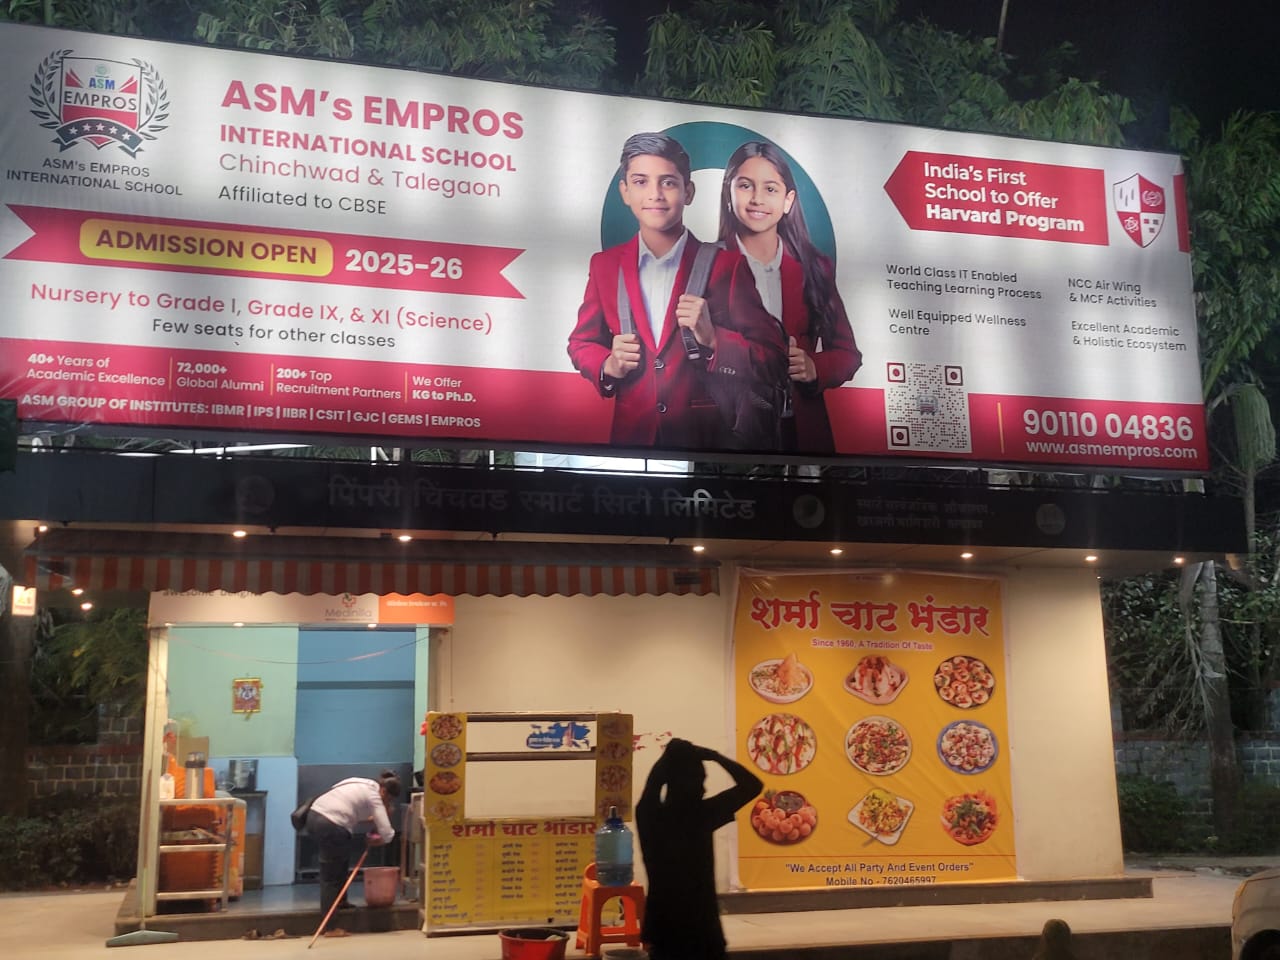 ASM
EMPROS
ASM's EMPROS
INTERNATIONAL SCHOOL
ASM's EMPROS
INTERNATIONAL SCHOOL
Chinchwad & Talegaon
Affiliated to CBSE
ADMISSION OPEN 2025-26
Nursery to Grade I, Grade IX, & XI (Science)
Few seats for other classes
40+ Years of
Academic Excellence
72,000+
Global Alumni
200+ Top
Recruitment Partners
We Offer
KG to Ph.D.
ASM GROUP OF INSTITUTES: IBMR | IPS | IIBR | CSIT | GJC | GEMS | EMPROS
India's First
School to Offer
Harvard Program
World Class IT Enabled
Teaching Learning Process
Well Equipped Wellness
Centre
NCC Air Wing
& MCF Activities
Excellent Academic
& Holistic Ecosystem
90110 04836
www.asmempros.com
पिंपरी चिंचवड स्मार्ट सिटी लिमिटेड
Medinilla
शर्मा चाट भंडार
Since 1960, A Tradition Of Taste
"We Accept All Party And Event Orders"
Mobile No - 7620465997
शर्मा चाट भंडार